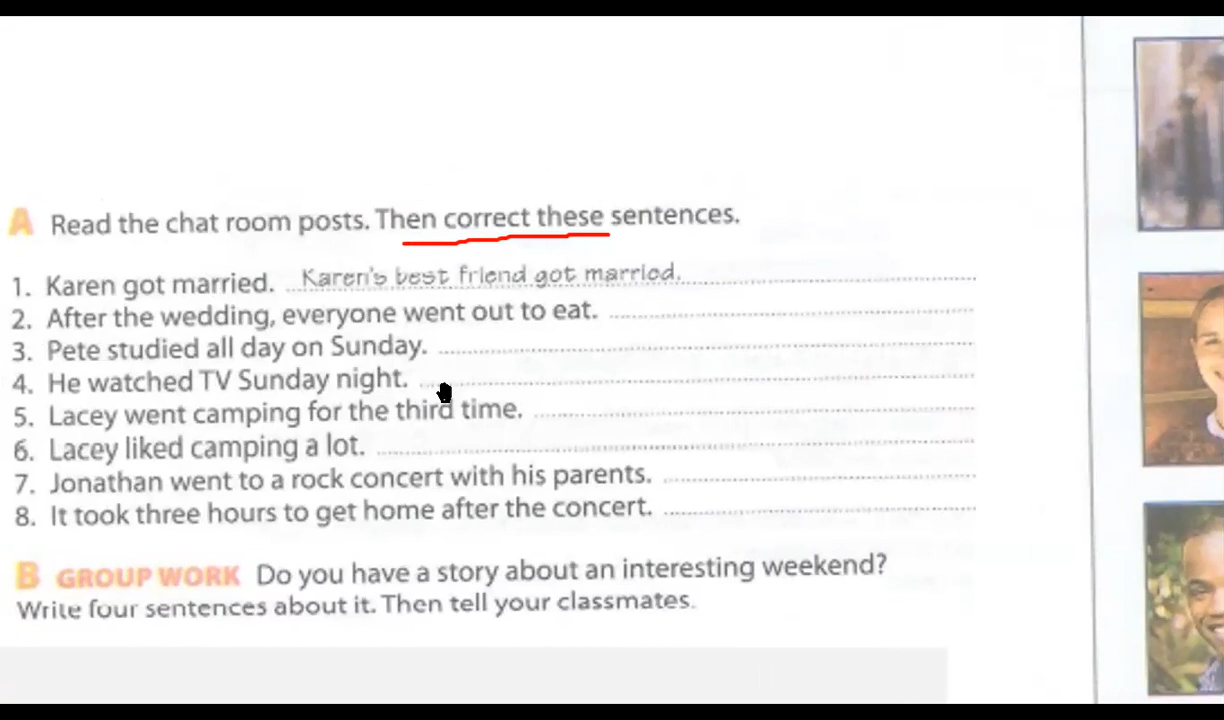 A Read the chat room posts. Then correct these sentences.
1. Karen got married. Karen's best friend got married.
2. After the wedding, everyone went out to eat.
3. Pete studied all day on Sunday.
4. He watched TV Sunday night.
5. Lacey went camping for the third time.
6. Lacey liked camping a lot.
7. Jonathan went to a rock concert with his parents.
8. It took three hours to get home after the concert.
B GROUP WORK Do you have a story about an interesting weekend?
Write four sentences about it. Then tell your classmates.